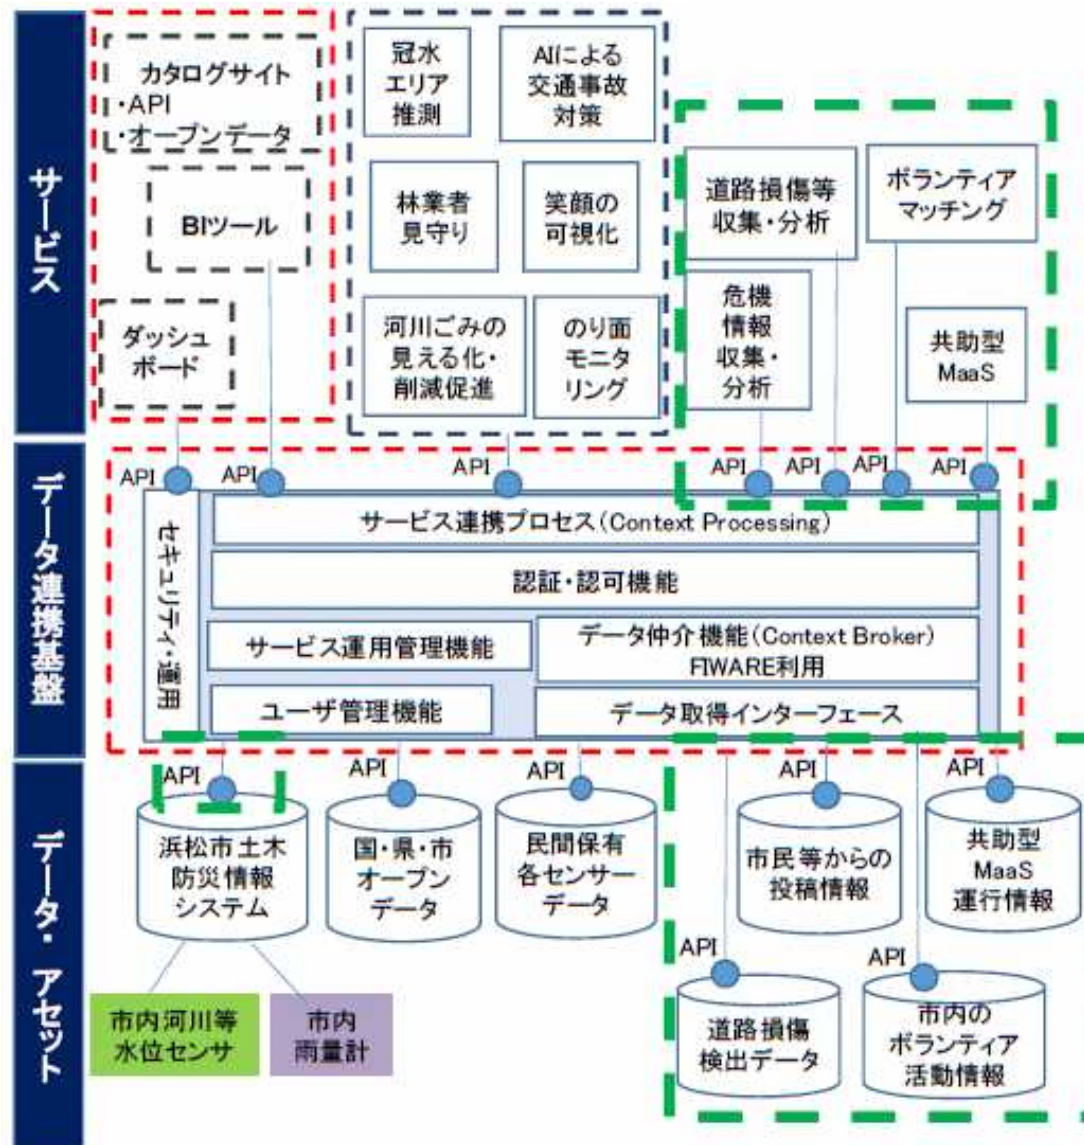 サービス
カタログサイト
・API
・オープンデータ
BIツール
ダッシュ
ボード
冠水
エリア
推測
AIによる
交通事故
対策
林業者
見守り
笑顔の
可視化
河川ごみの
見える化・
削減促進
のり面
モニタ
リング
道路損傷等
収集・分析
ボランティア
マッチング
危機
情報
収集・
分析
共助型
MaaS
データ連携基盤
API
API
API
API
API
API
API
セキュリティ・運用
サービス連携プロセス(Context Processing)
認証・認可機能
サービス運用管理機能
データ仲介機能(Context Broker)
FIWARE利用
ユーザ管理機能
データ取得インターフェース
データ・アセット
API
API
API
API
API
浜松市土木
防災情報
システム
国・県・市
オープン
データ
民間保有
各センサー
データ
市民等からの
投稿情報
共助型
MaaS
運行情報
API
API
市内河川等
水位センサ
市内
雨量計
道路損傷
検出データ
市内の
ボランティア
活動情報